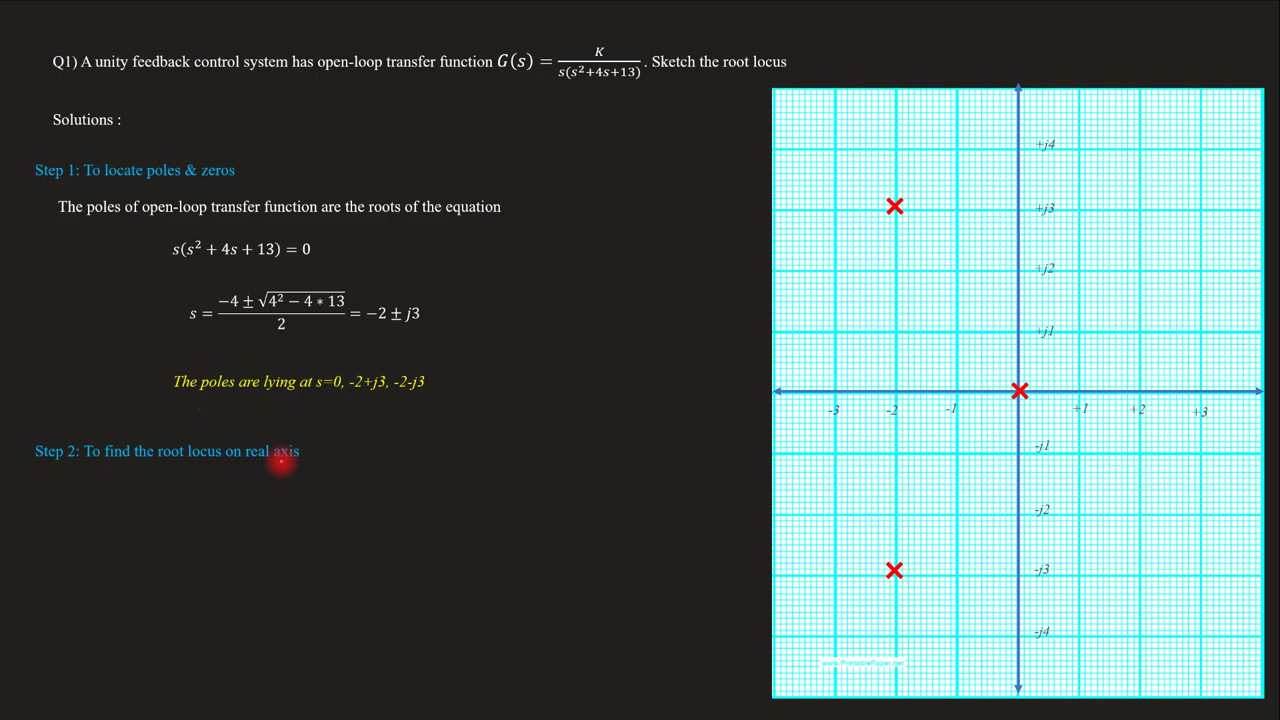 Q1) A unity feedback control system has open-loop transfer function G(s) = K / s(s²+4s+13) . Sketch the root locus
Solutions :
Step 1: To locate poles & zeros
The poles of open-loop transfer function are the roots of the equation
s(s² + 4s + 13) = 0
s = (−4 ± √(4² − 4 ∗ 13)) / 2 = −2 ± j3
The poles are lying at s=0, -2+j3, -2-j3
Step 2: To find the root locus on real axis
+j4
+j3
+j2
+j1
-3 -2 -1 +1 +2 +3
-j1
-j2
-j3
-j4
www.PrintablePaper.net